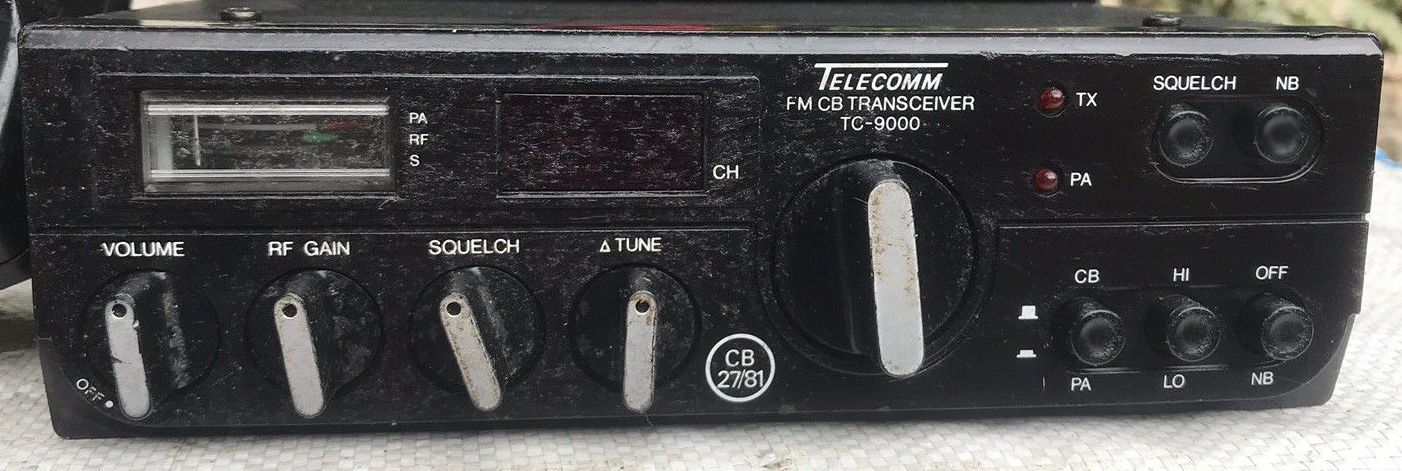 TELECOMM
FM CB TRANSCEIVER
TC-9000
PA
RF
S
CH
TX
PA
SQUELCH NB
VOLUME RF GAIN SQUELCH Δ TUNE
OFF
CB
27/81
CB HI OFF
PA LO NB